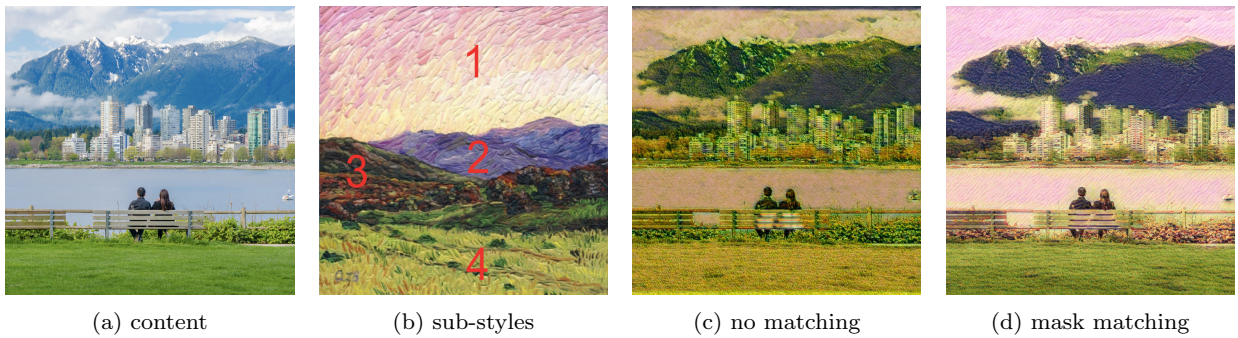 1
2
3
4
(a) content
(b) sub-styles
(c) no matching
(d) mask matching